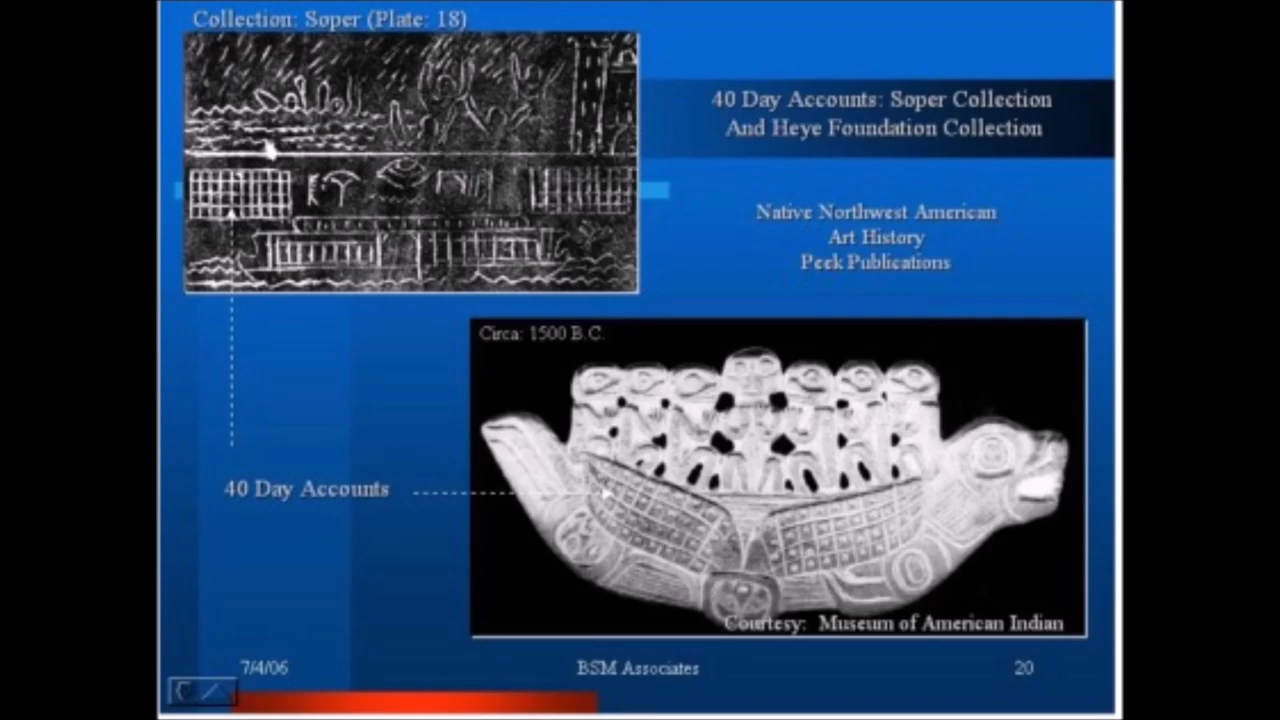 Collection: Soper (Plate: 18)
40 Day Accounts: Soper Collection
And Heye Foundation Collection
Native Northwest American
Art History
Peek Publications
Circa: 1500 B.C.
40 Day Accounts
Courtesy: Museum of American Indian
7/4/06
BSM Associates
20